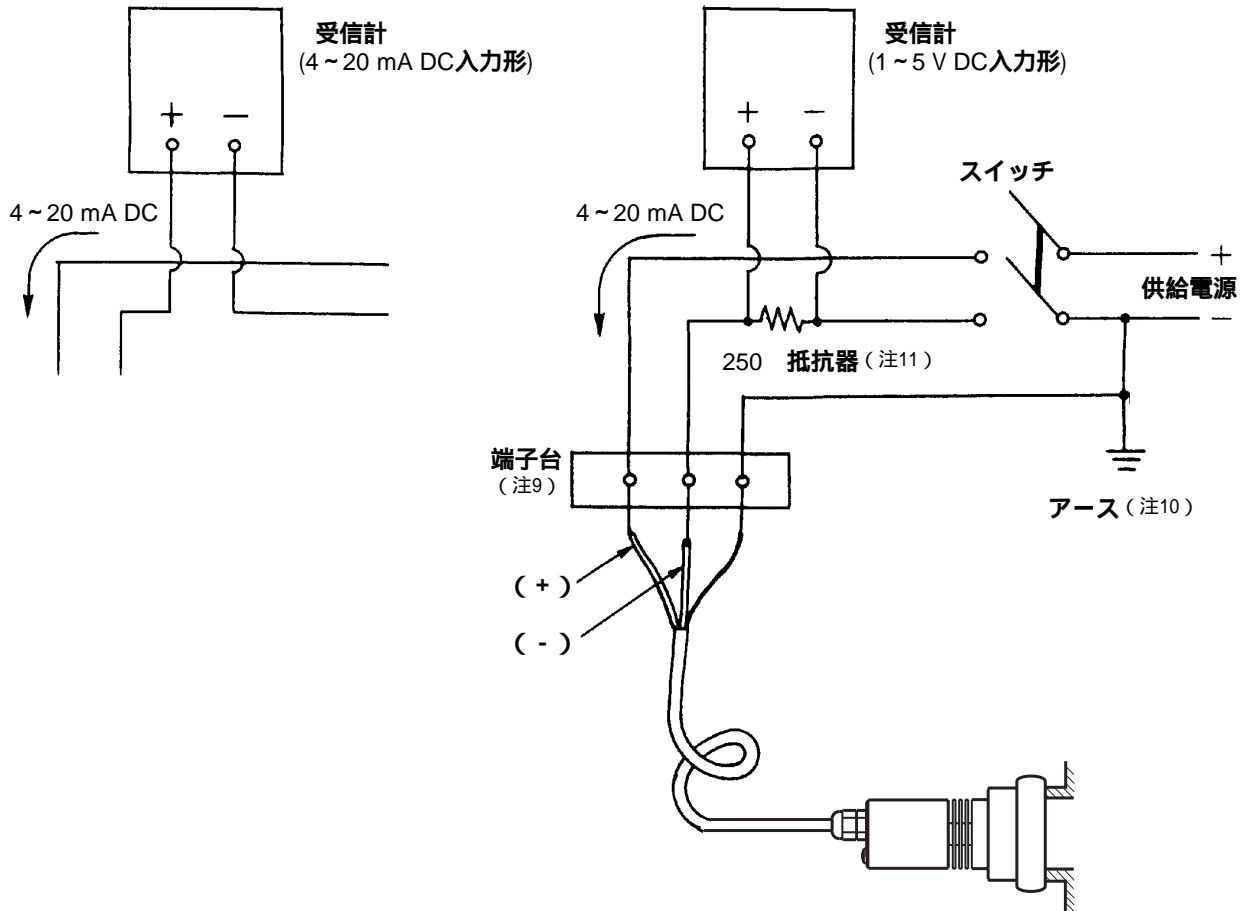 受信計
(4~20 mA DC入力形)
+ −
4~20 mA DC
受信計
(1~5 V DC入力形)
+ −
4~20 mA DC
スイッチ
+
供給電源
−
250 抵抗器（注11）
端子台
（注9）
アース（注10）
（+）
（-）